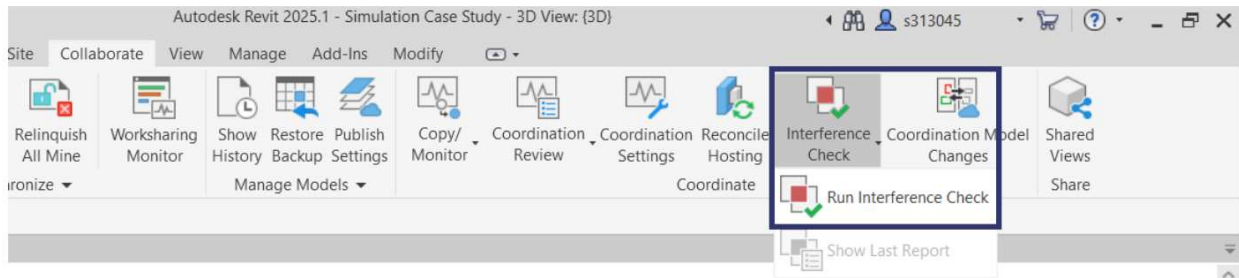 Autodesk Revit 2025.1 - Simulation Case Study - 3D View: {3D}
s313045
Site Collaborate View Manage Add-Ins Modify
Relinquish All Mine
Worksharing Monitor
Show History
Restore Backup
Publish Settings
Copy/ Monitor
Coordination Review
Coordination Settings
Reconcile Hosting
Interference Check
Coordination Model Changes
Shared Views
Manage Models
Coordinate
Share
Run Interference Check
Show Last Report